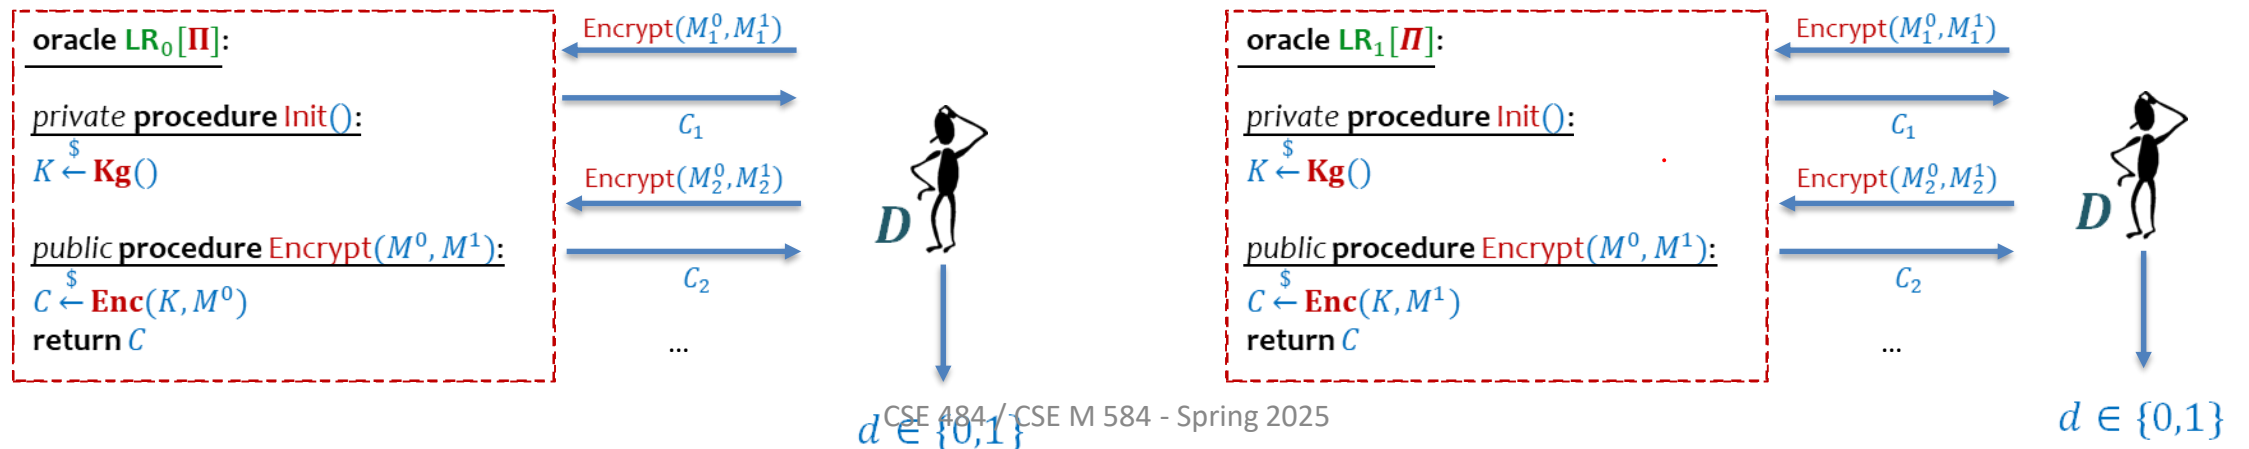 oracle LR₀[Π]:
private procedure Init():
K ←$ Kg()
public procedure Encrypt(M⁰, M¹):
C ←$ Enc(K, M⁰)
return C
Encrypt(M₁⁰, M₁¹)
C₁
Encrypt(M₂⁰, M₂¹)
C₂
...
D
d ∈ {0,1}
oracle LR₁[Π]:
private procedure Init():
K ←$ Kg()
public procedure Encrypt(M⁰, M¹):
C ←$ Enc(K, M¹)
return C
Encrypt(M₁⁰, M₁¹)
C₁
Encrypt(M₂⁰, M₂¹)
C₂
...
D
d ∈ {0,1}
CSE 484 / CSE M 584 - Spring 2025